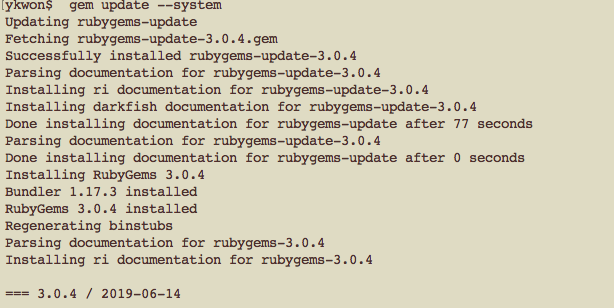 [ykwon$ gem update --system
Updating rubygems-update
Fetching rubygems-update-3.0.4.gem
Successfully installed rubygems-update-3.0.4
Parsing documentation for rubygems-update-3.0.4
Installing ri documentation for rubygems-update-3.0.4
Installing darkfish documentation for rubygems-update-3.0.4
Done installing documentation for rubygems-update after 77 seconds
Parsing documentation for rubygems-update-3.0.4
Done installing documentation for rubygems-update after 0 seconds
Installing RubyGems 3.0.4
Bundler 1.17.3 installed
RubyGems 3.0.4 installed
Regenerating binstubs
Parsing documentation for rubygems-3.0.4
Installing ri documentation for rubygems-3.0.4
=== 3.0.4 / 2019-06-14